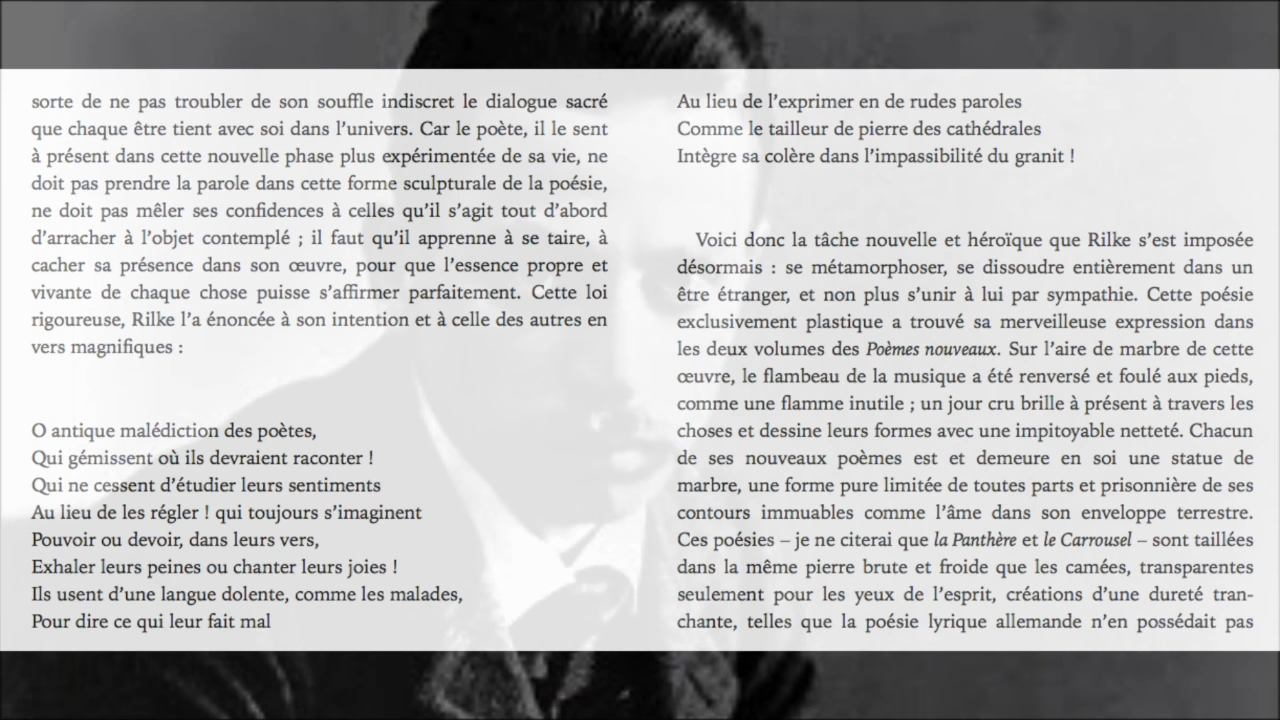 sorte de ne pas troubler de son souffle indiscret le dialogue sacré
que chaque être tient avec soi dans l’univers. Car le poète, il le sent
à présent dans cette nouvelle phase plus expérimentée de sa vie, ne
doit pas prendre la parole dans cette forme sculpturale de la poésie,
ne doit pas mêler ses confidences à celles qu’il s’agit tout d’abord
d’arracher à l’objet contemplé ; il faut qu’il apprenne à se taire, à
cacher sa présence dans son œuvre, pour que l’essence propre et
vivante de chaque chose puisse s’affirmer parfaitement. Cette loi
rigoureuse, Rilke l’a énoncée à son intention et à celle des autres en
vers magnifiques :
O antique malédiction des poètes,
Qui gémissent où ils devraient raconter !
Qui ne cessent d’étudier leurs sentiments
Au lieu de les régler ! qui toujours s’imaginent
Pouvoir ou devoir, dans leurs vers,
Exhaler leurs peines ou chanter leurs joies !
Ils usent d’une langue dolente, comme les malades,
Pour dire ce qui leur fait mal
Au lieu de l’exprimer en de rudes paroles
Comme le tailleur de pierre des cathédrales
Intègre sa colère dans l’impassibilité du granit !
Voici donc la tâche nouvelle et héroïque que Rilke s’est imposée
désormais : se métamorphoser, se dissoudre entièrement dans un
être étranger, et non plus s’unir à lui par sympathie. Cette poésie
exclusivement plastique a trouvé sa merveilleuse expression dans
les deux volumes des Poèmes nouveaux. Sur l’aire de marbre de cette
œuvre, le flambeau de la musique a été renversé et foulé aux pieds,
comme une flamme inutile ; un jour cru brille à présent à travers les
choses et dessine leurs formes avec une impitoyable netteté. Chacun
de ses nouveaux poèmes est et demeure en soi une statue de
marbre, une forme pure limitée de toutes parts et prisonnière de ses
contours immuables comme l’âme dans son enveloppe terrestre.
Ces poésies – je ne citerai que la Panthère et le Carrousel – sont taillées
dans la même pierre brute et froide que les camées, transparentes
seulement pour les yeux de l’esprit, créations d’une dureté tran-
chante, telles que la poésie lyrique allemande n’en possédait pas